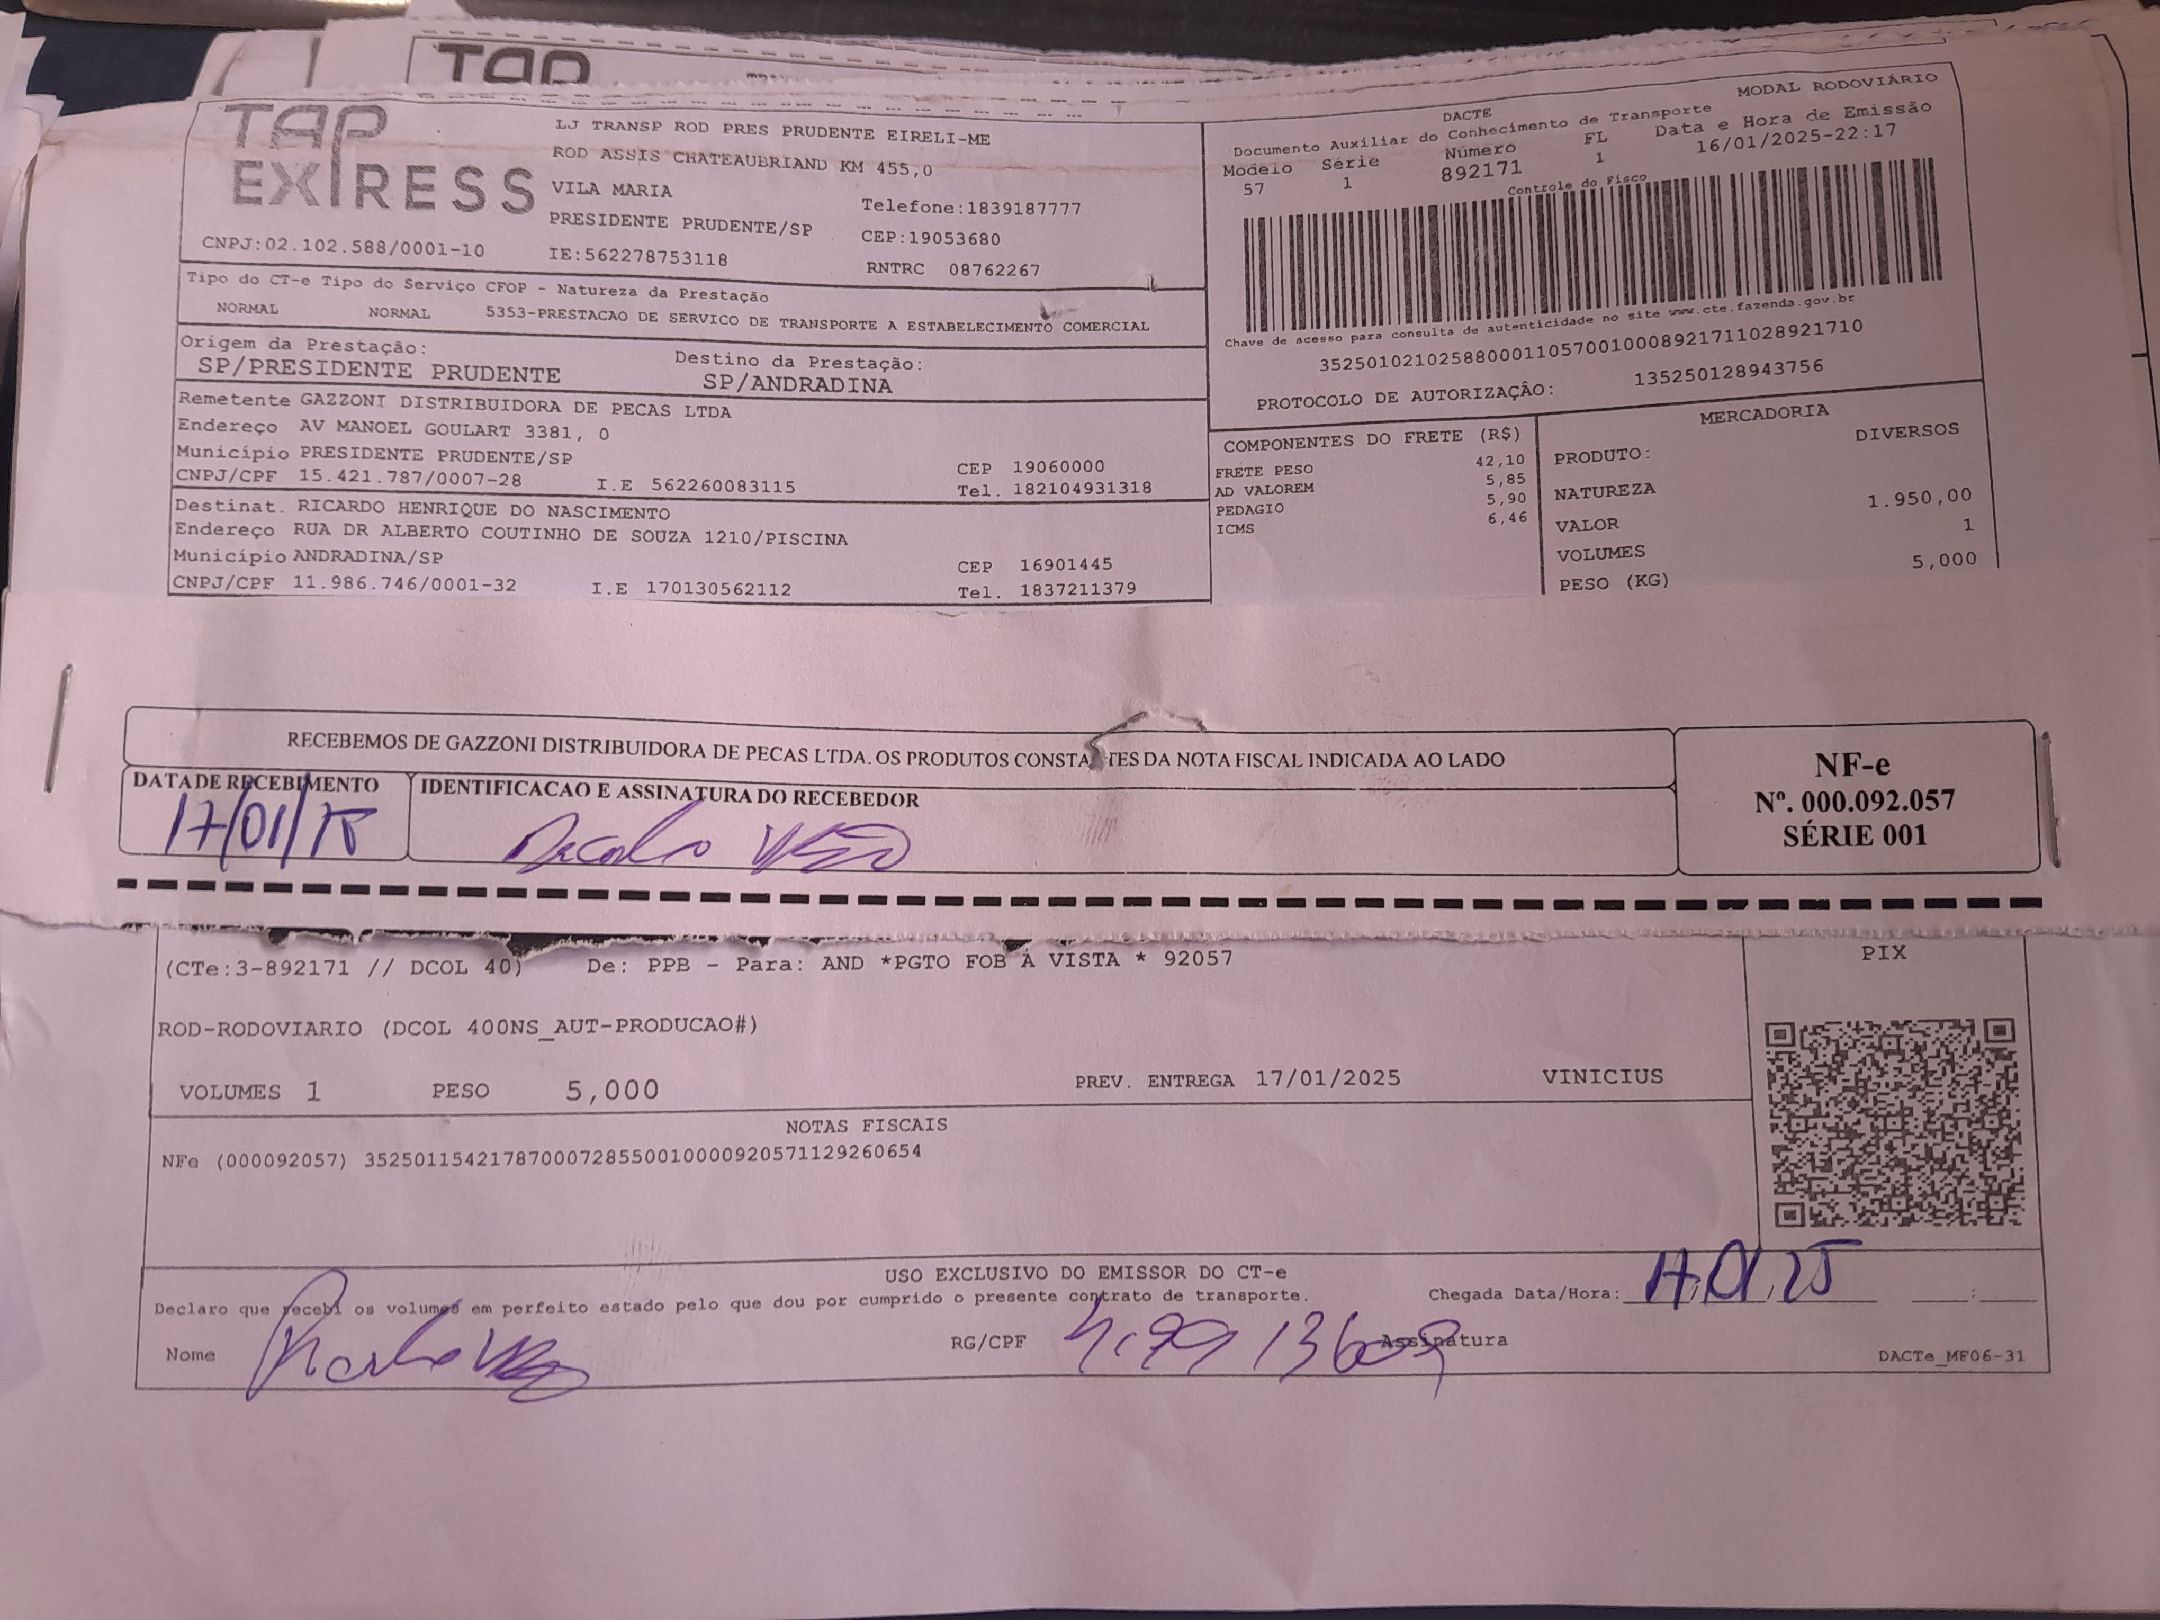 TAP
TAP EXPRESS
LJ TRANSP ROD PRES PRUDENTE EIRELI-ME
ROD ASSIS CHATEAUBRIAND KM 455,0
VILA MARIA
Telefone:1839187777
PRESIDENTE PRUDENTE/SP
CEP:19053680
CNPJ:02.102.588/0001-10
IE:562278753118
RNTRC 08762267
MODAL RODOVIÁRIO
DACTE
Documento Auxiliar do Conhecimento de Transporte
Modelo Série Número FL Data e Hora de Emissão
57 1 892171 1 16/01/2025-22:17
Controle do Fisco
Chave de acesso para consulta de autenticidade no site www.cte.fazenda.gov.br
35250102102588000110570010008921711028921710
PROTOCOLO DE AUTORIZAÇÂO: 135250128943756
Tipo do CT-e Tipo do Serviço CFOP - Natureza da Prestação
NORMAL NORMAL 5353-PRESTACAO DE SERVICO DE TRANSPORTE A ESTABELECIMENTO COMERCIAL
Origem da Prestação: Destino da Prestação:
SP/PRESIDENTE PRUDENTE SP/ANDRADINA
Remetente GAZZONI DISTRIBUIDORA DE PECAS LTDA
Endereço AV MANOEL GOULART 3381, 0
Município PRESIDENTE PRUDENTE/SP CEP 19060000
CNPJ/CPF 15.421.787/0007-28 I.E 562260083115 Tel. 182104931318
Destinat. RICARDO HENRIQUE DO NASCIMENTO
Endereço RUA DR ALBERTO COUTINHO DE SOUZA 1210/PISCINA
Município ANDRADINA/SP CEP 16901445
CNPJ/CPF 11.986.746/0001-32 I.E 170130562112 Tel. 1837211379
COMPONENTES DO FRETE (R$)
FRETE PESO 42,10
AD VALOREM 5,85
PEDAGIO 5,90
ICMS 6,46
MERCADORIA
PRODUTO: DIVERSOS
NATUREZA
VALOR 1.950,00
VOLUMES 1
PESO (KG) 5,000
RECEBEMOS DE GAZZONI DISTRIBUIDORA DE PECAS LTDA. OS PRODUTOS CONSTANTES DA NOTA FISCAL INDICADA AO LADO
DATA DE RECEBIMENTO
17/01/25
IDENTIFICACAO E ASSINATURA DO RECEBEDOR
NF-e
Nº. 000.092.057
SÉRIE 001
(CTe:3-892171 // DCOL 40) De: PPB - Para: AND *PGTO FOB A VISTA * 92057
ROD-RODOVIARIO (DCOL 400NS_AUT-PRODUCAO#)
VOLUMES 1 PESO 5,000 PREV. ENTREGA 17/01/2025 VINICIUS
PIX
NOTAS FISCAIS
NFe (000092057) 35250115421787000728550010000920571129260654
USO EXCLUSIVO DO EMISSOR DO CT-e
Declaro que recebi os volumes em perfeito estado pelo que dou por cumprido o presente contrato de transporte.
Chegada Data/Hora: 17/01/25 :
Nome RG/CPF Assinatura
DACTe_MF06-31